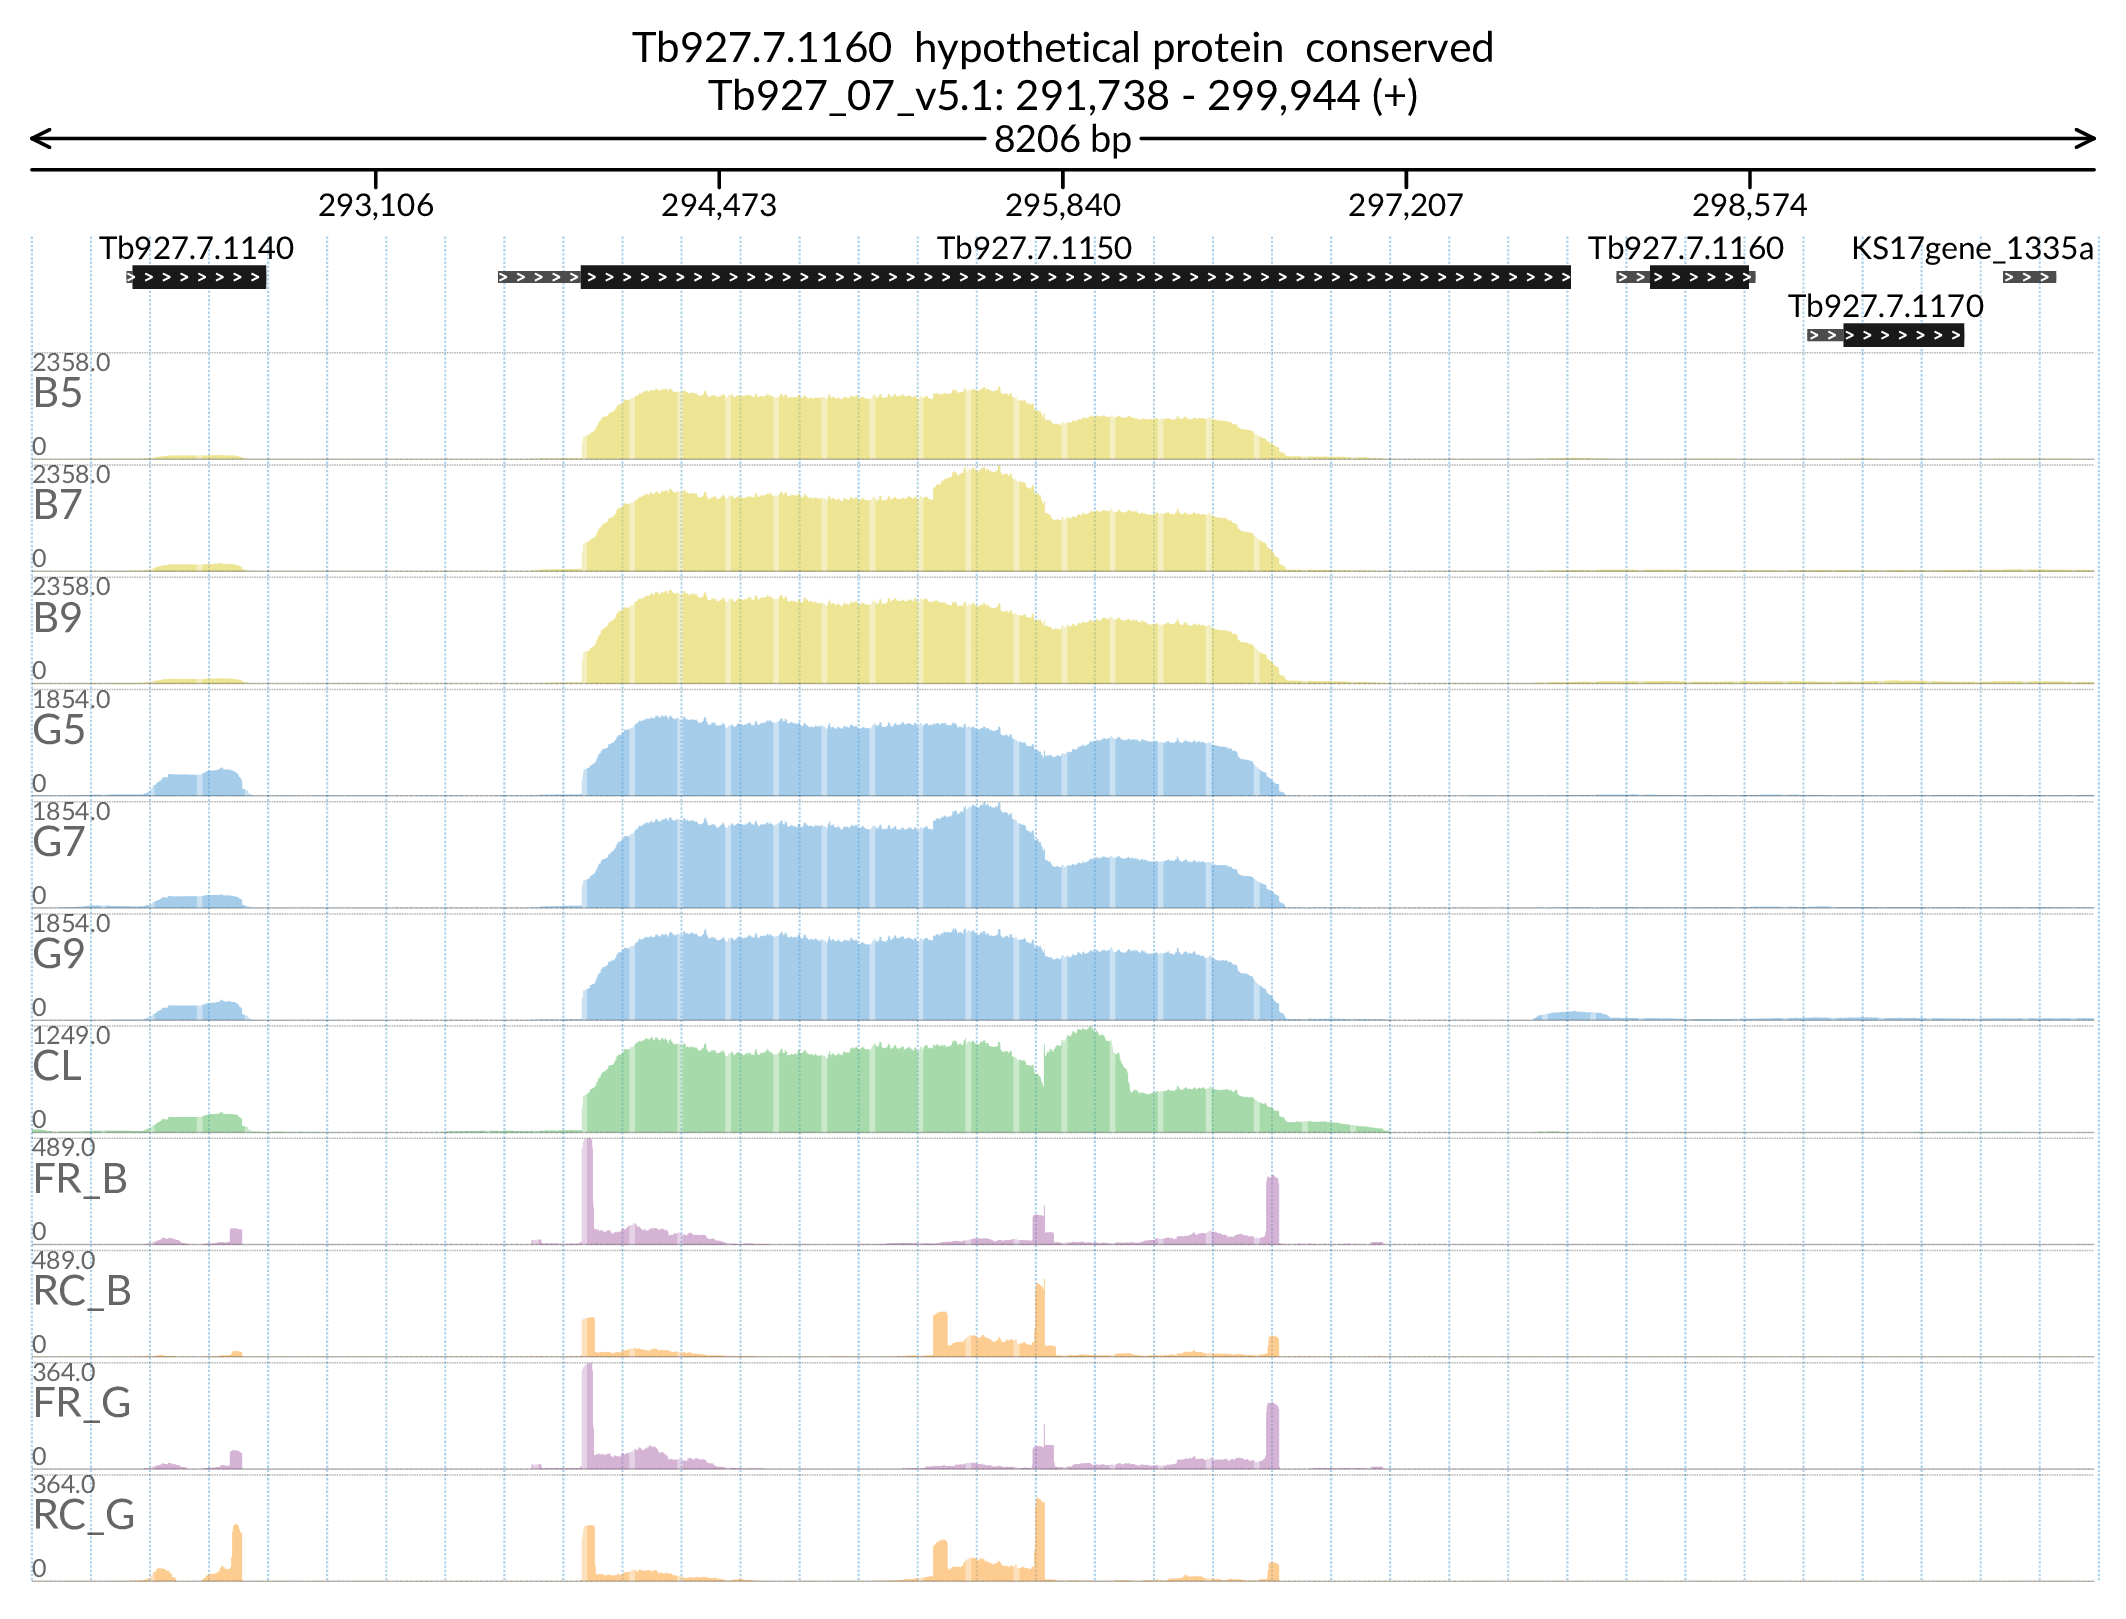 Tb927.7.1160  hypothetical protein  conserved
Tb927_07_v5.1: 291,738 - 299,944 (+)
8206 bp
293,106 294,473 295,840 297,207 298,574
Tb927.7.1140 Tb927.7.1150 Tb927.7.1160 KS17gene_1335a
Tb927.7.1170
2358.0
B5
0
2358.0
B7
0
2358.0
B9
0
1854.0
G5
0
1854.0
G7
0
1854.0
G9
0
1249.0
CL
0
489.0
FR_B
0
489.0
RC_B
0
364.0
FR_G
0
364.0
RC_G
0